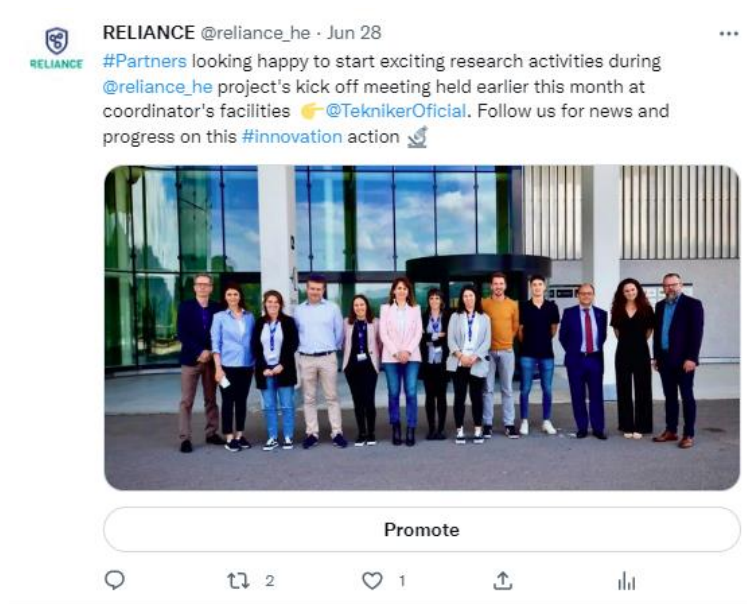 RELIANCE @reliance_he · Jun 28
RELIANCE
#Partners looking happy to start exciting research activities during
@reliance_he project's kick off meeting held earlier this month at
coordinator's facilities 👉@TeknikerOficial. Follow us for news and
progress on this #innovation action 🔬
Promote
2 1